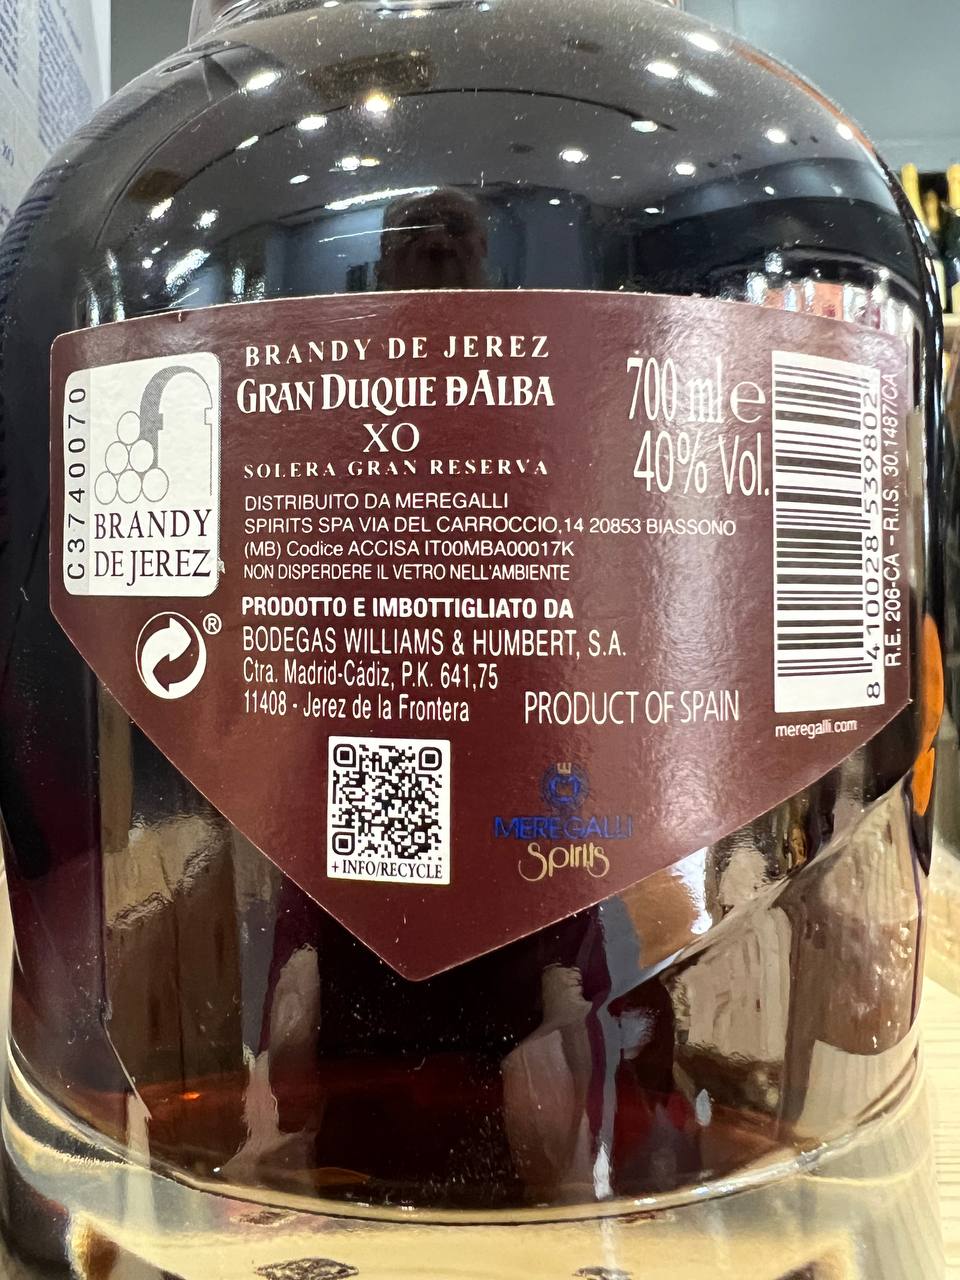 C3740070
BRANDY
DE JEREZ
®
BRANDY DE JEREZ
GRAN DUQUE ĐALBA
XO
SOLERA GRAN RESERVA
DISTRIBUITO DA MEREGALLI
SPIRITS SPA VIA DEL CARROCCIO,14 20853 BIASSONO
(MB) Codice ACCISA IT00MBA00017K
NON DISPERDERE IL VETRO NELL'AMBIENTE
PRODOTTO E IMBOTTIGLIATO DA
BODEGAS WILLIAMS & HUMBERT, S.A.
Ctra. Madrid-Cádiz, P.K. 641,75
11408 - Jerez de la Frontera
PRODUCT OF SPAIN
700 ml e
40% Vol.
8 410028 539802
R.E. 206-CA - R.I.S. 30.1487/CA
meregalli.com
+ INFO/RECYCLE
MEREGALLI
Spirits